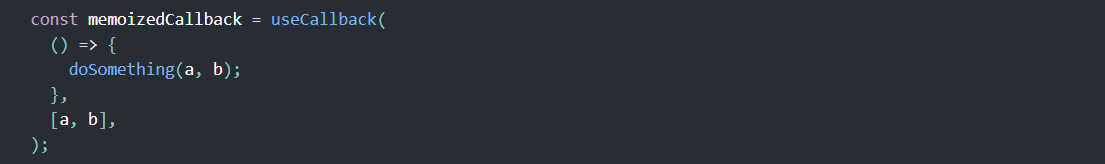 const memoizedCallback = useCallback(
  () => {
    doSomething(a, b);
  },
  [a, b],
);